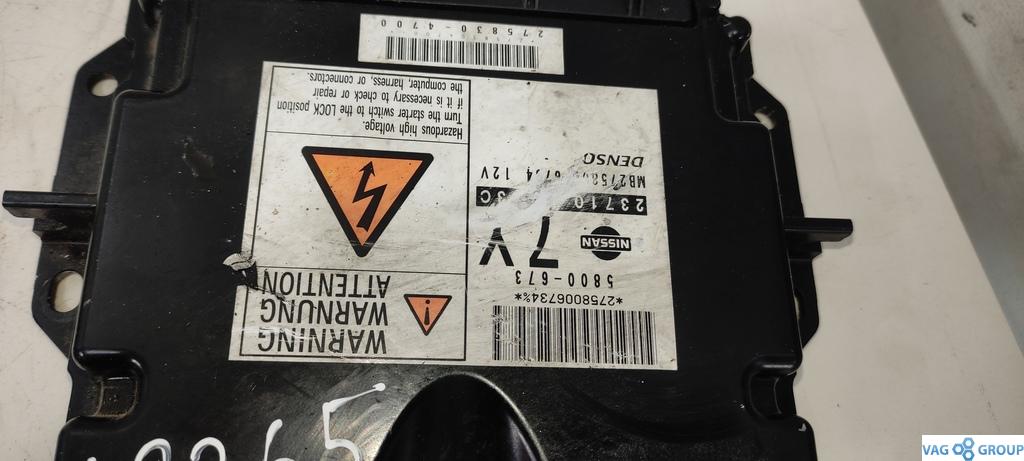 WARNING
WARNUNG
ATTENTION
Hazardous high voltage.
Turn the starter switch to the LOCK position
if it is necessary to check or repair
the computer, harness, or connectors.
*2758006734%*
5800-673
NISSAN
7Y
23710
12V
DENSO
275830-4700
VAG GROUP